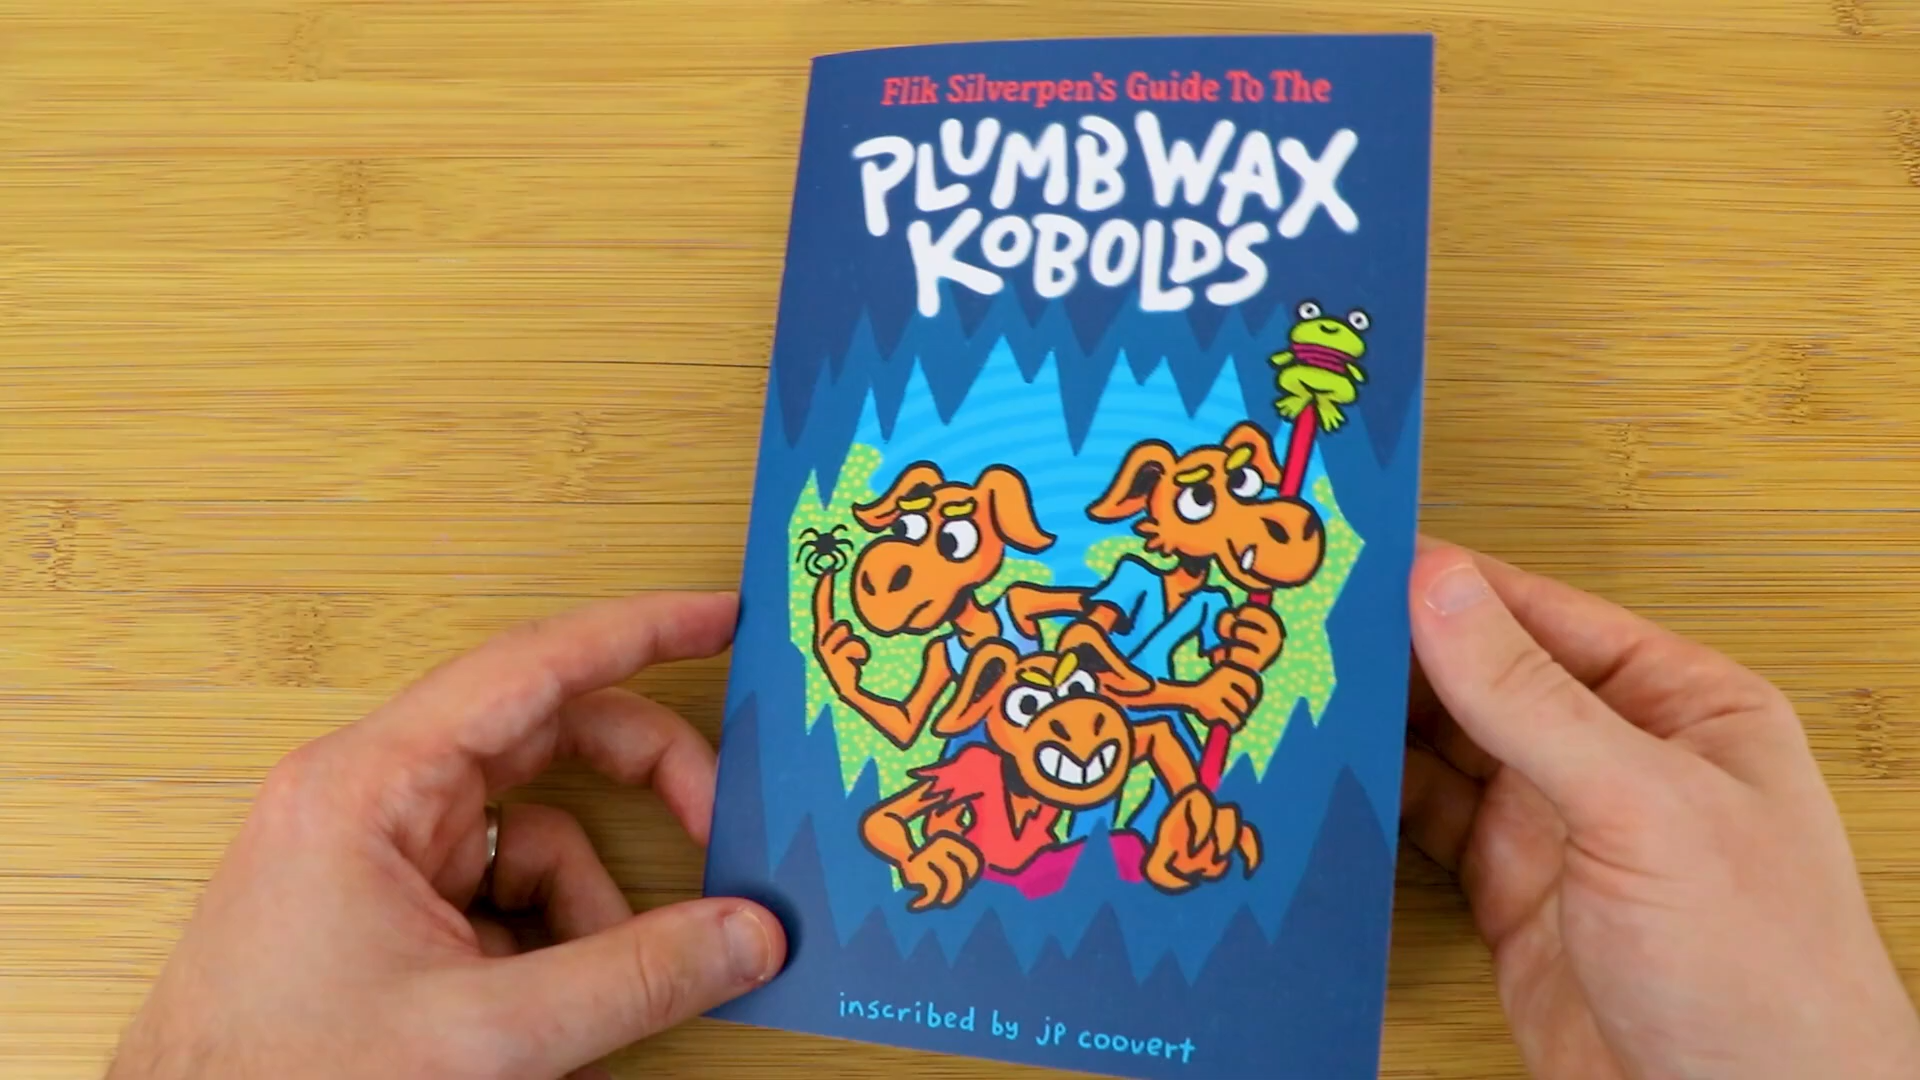 Flik Silverpen's Guide To The
PLUMB WAX
KOBOLDS
inscribed by jp coovert